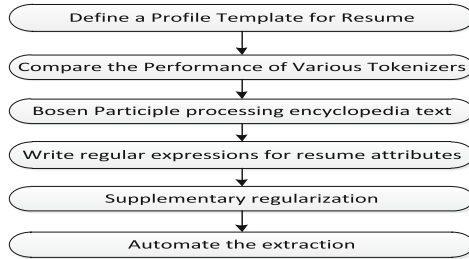 Define a Profile Template for Resume
Compare the Performance of Various Tokenizers
Bosen Participle processing encyclopedia text
Write regular expressions for resume attributes
Supplementary regularization
Automate the extraction